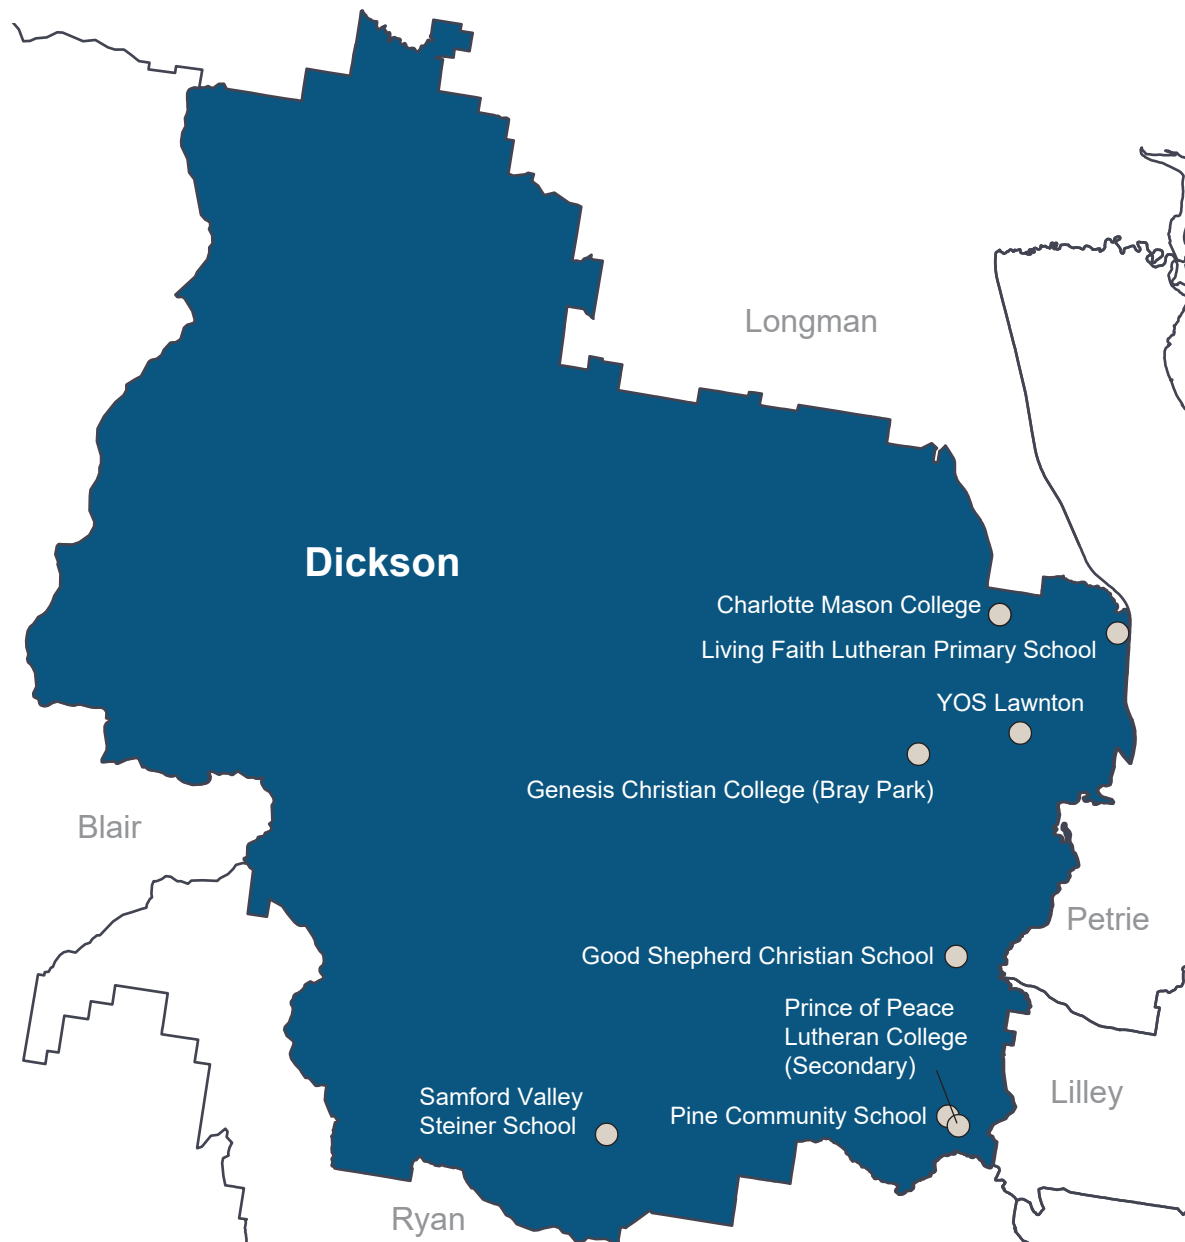 Longman
Dickson
Charlotte Mason College
Living Faith Lutheran Primary School
YOS Lawnton
Genesis Christian College (Bray Park)
Blair
Petrie
Good Shepherd Christian School
Prince of Peace
Lutheran College
(Secondary)
Lilley
Samford Valley
Steiner School
Pine Community School
Ryan